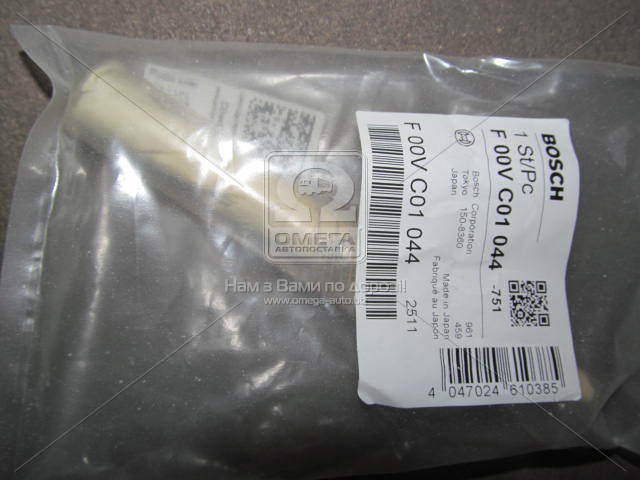 BOSCH
1 St/Pc
F 00V C01 044 -751
Bosch Corporation
Tokyo 150-8360
Japan
961
459
Made in Japan
Fabriqué au Japon
F 00V C01 044 2511
4 047024 610385
OMEGA
АВТОПОСТАВКА
Нам з Вами по дорозі!
www.omega-auto.biz